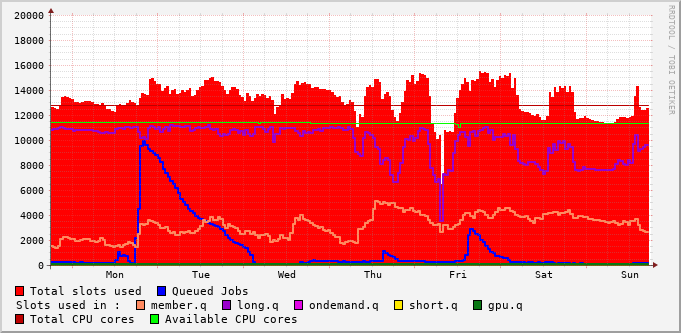 20000
18000
16000
14000
12000
10000
8000
6000
4000
2000
0
Mon Tue Wed Thu Fri Sat Sun
RRDTOOL / TOBI OETIKER
Total slots used Queued Jobs
Slots used in : member.q long.q ondemand.q short.q gpu.q
Total CPU cores Available CPU cores